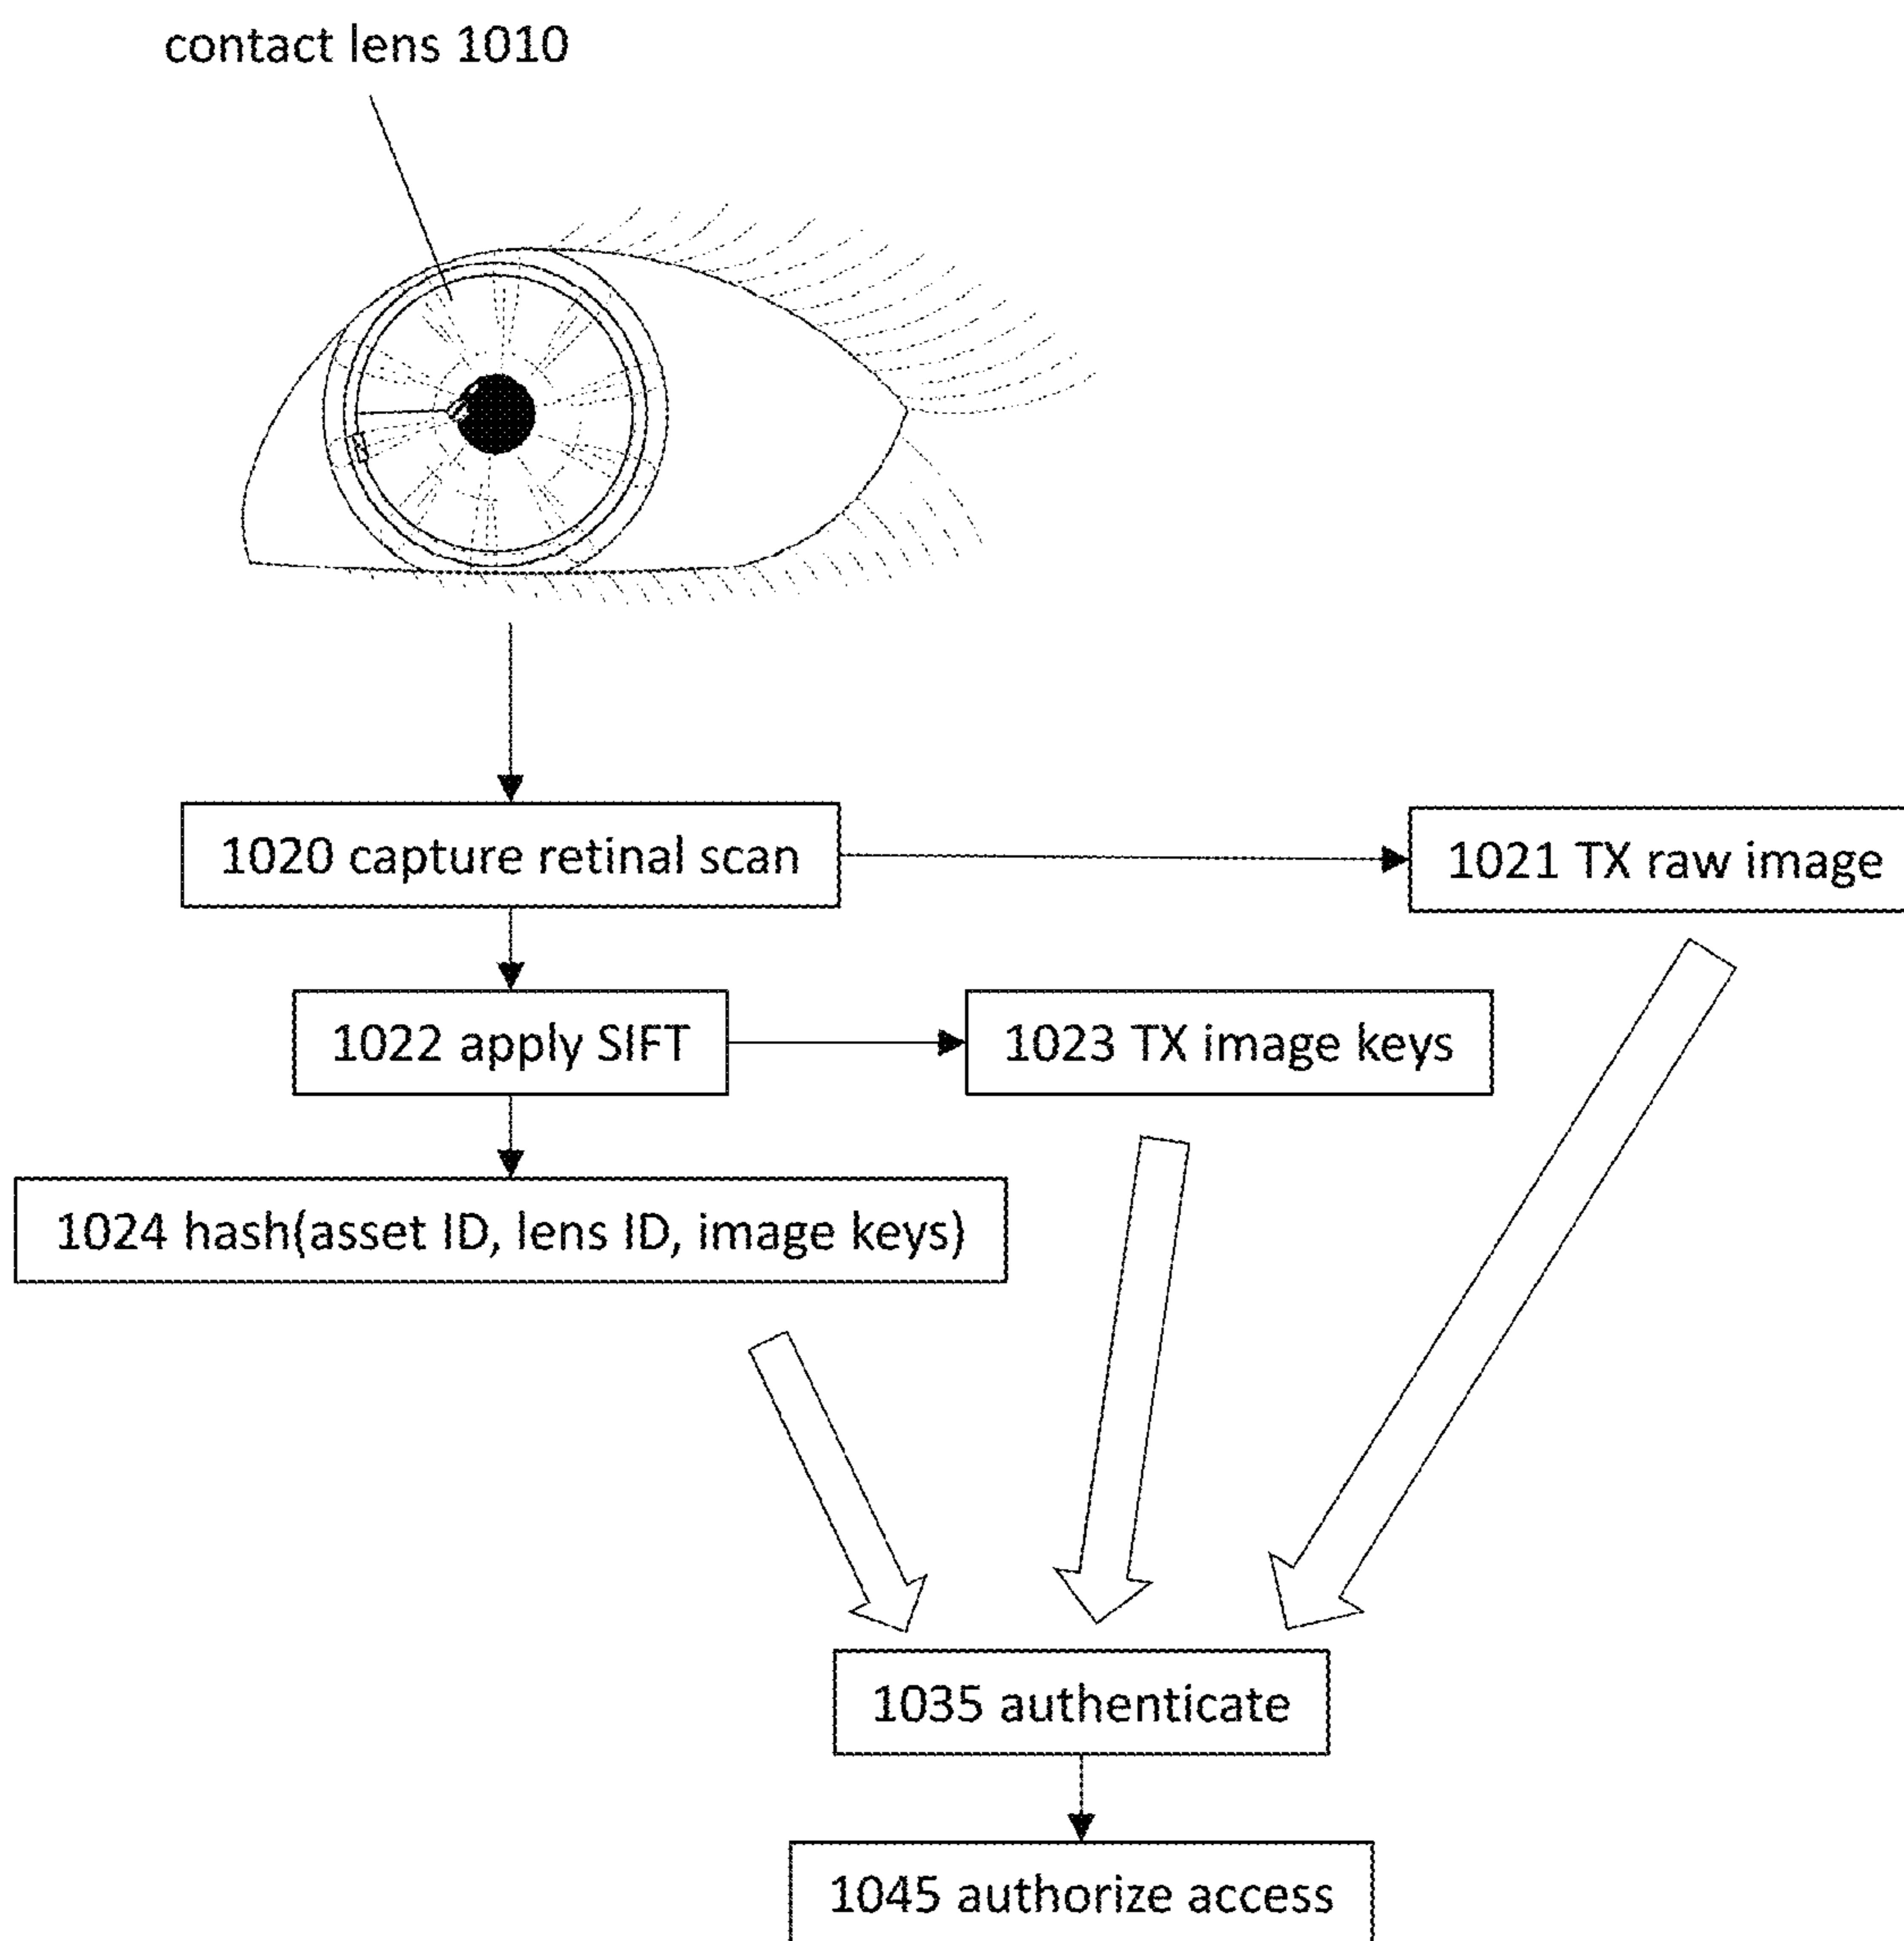 contact lens 1010
1020 capture retinal scan
1021 TX raw image
1022 apply SIFT
1023 TX image keys
1024 hash(asset ID, lens ID, image keys)
1035 authenticate
1045 authorize access